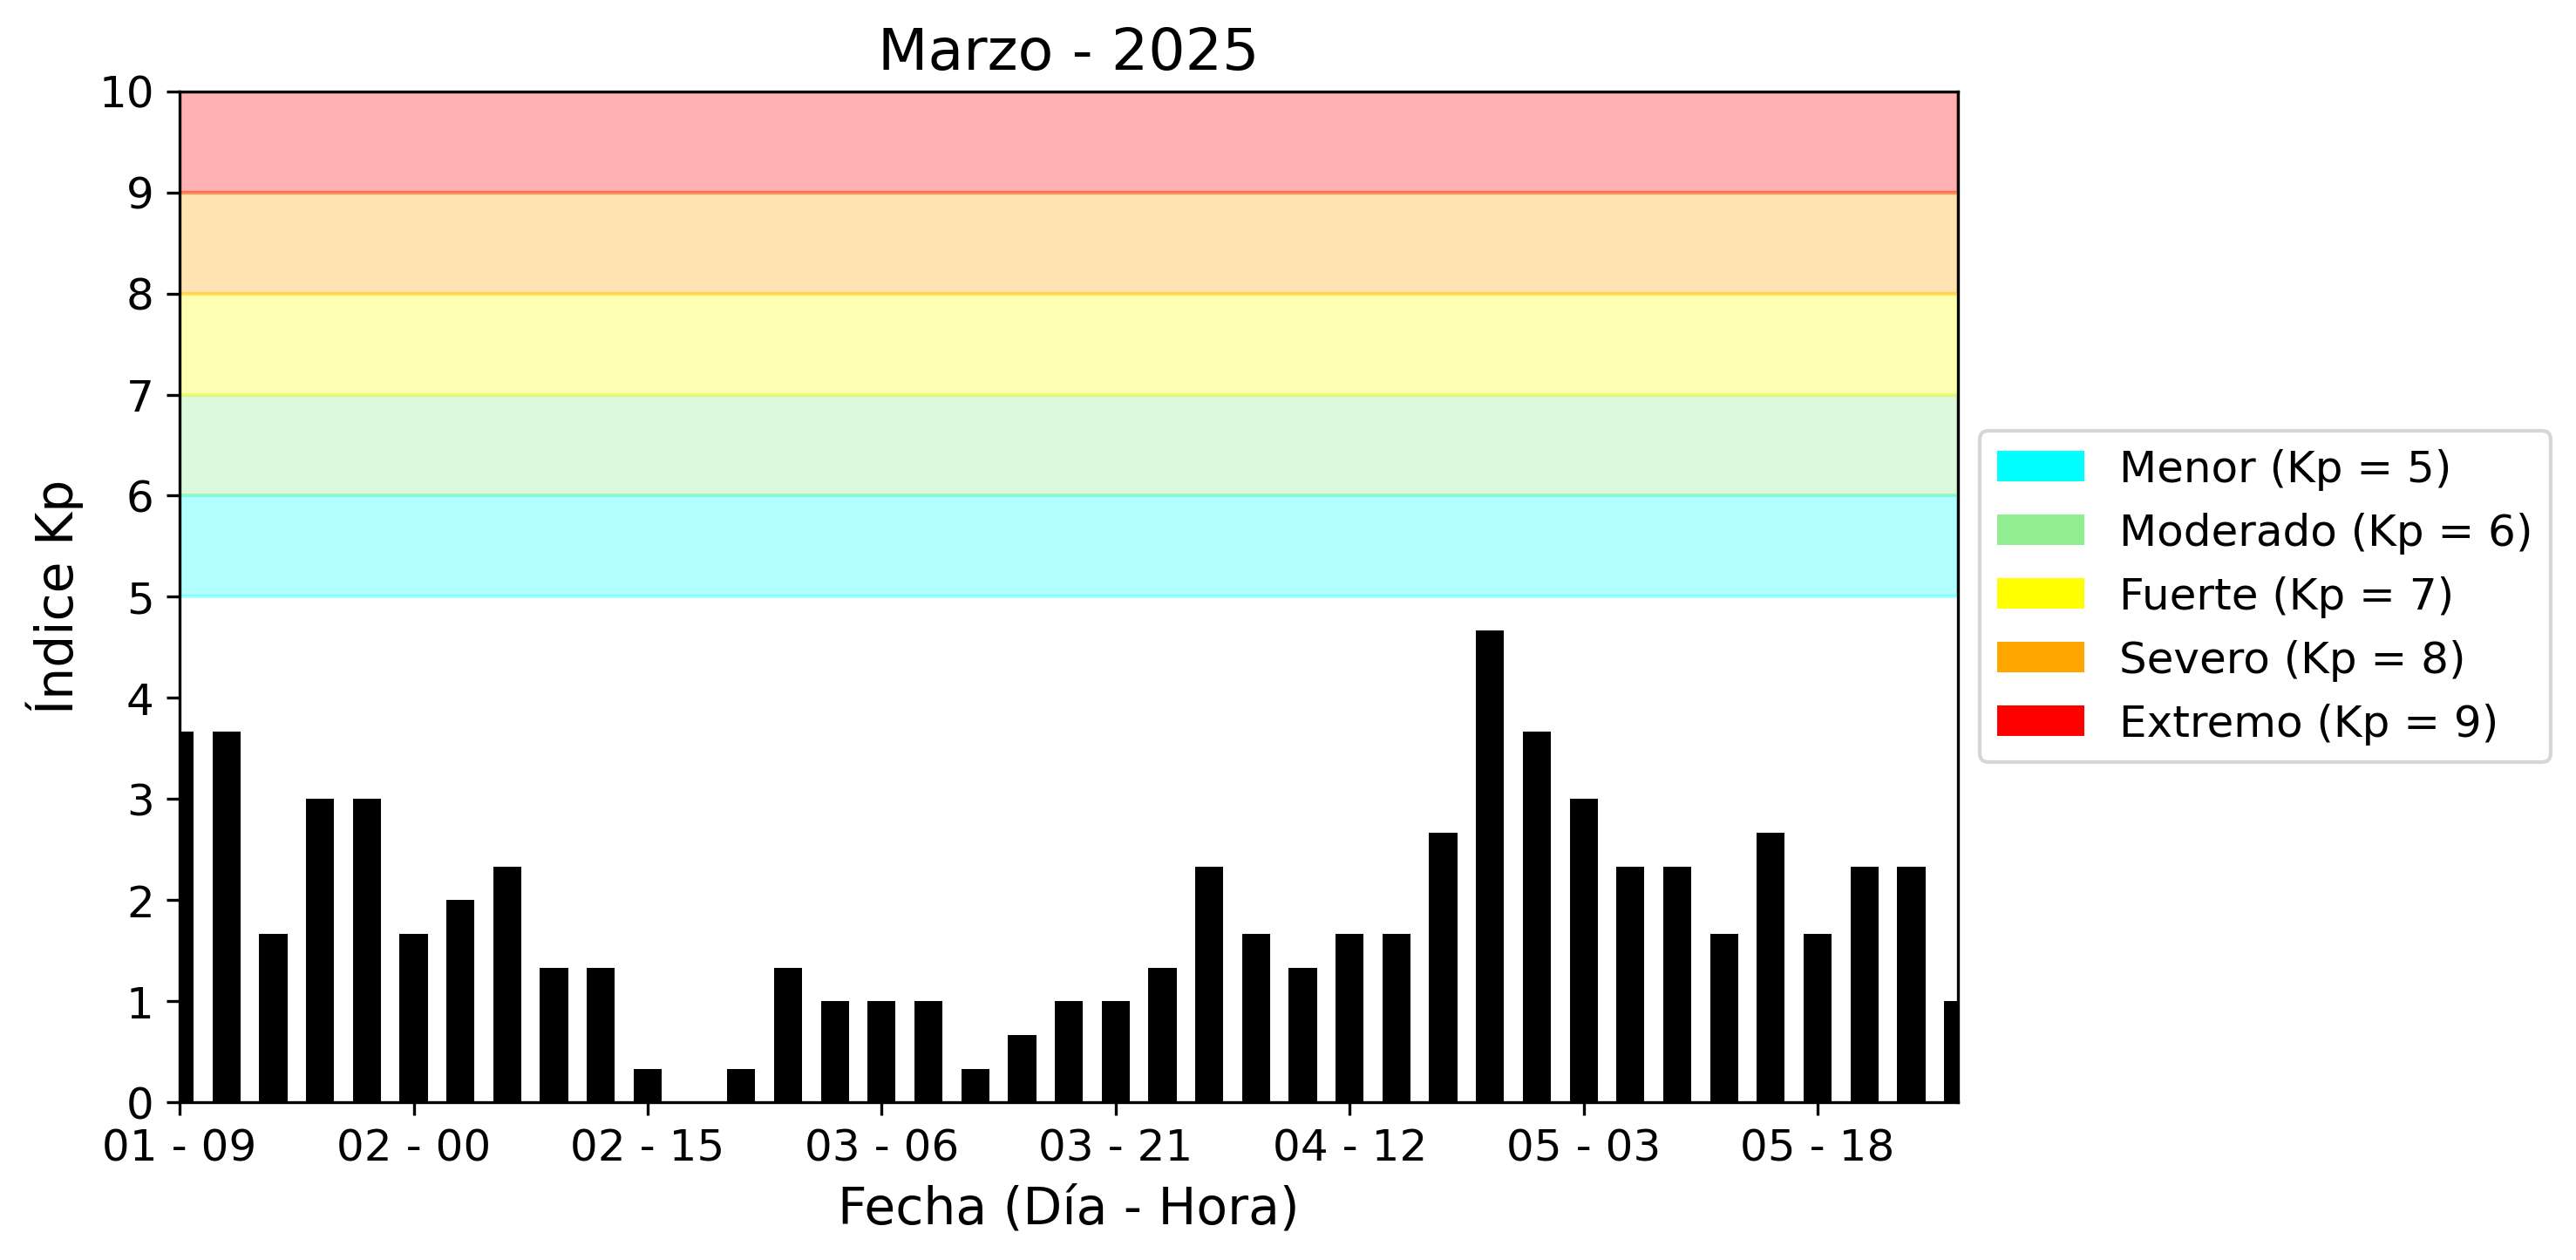 Marzo - 2025
10
9
8
7
6
5
4
3
2
1
0
Índice Kp
01 - 09
02 - 00
02 - 15
03 - 06
03 - 21
04 - 12
05 - 03
05 - 18
Fecha (Día - Hora)
Menor (Kp = 5)
Moderado (Kp = 6)
Fuerte (Kp = 7)
Severo (Kp = 8)
Extremo (Kp = 9)